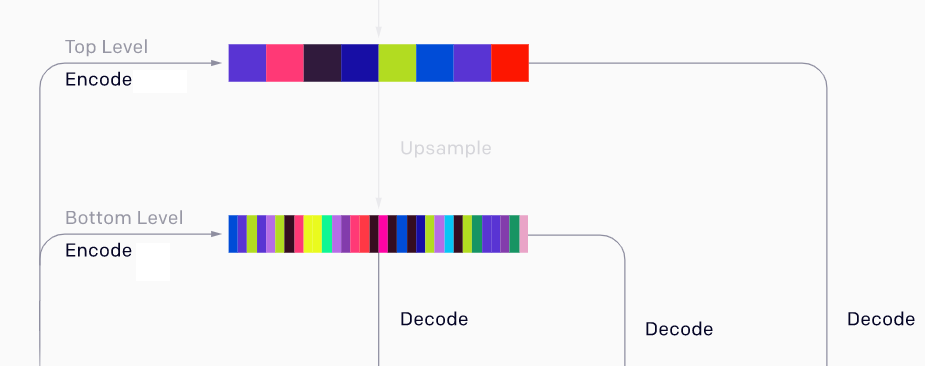 Top Level
Encode
Upsample
Bottom Level
Encode
Decode
Decode
Decode